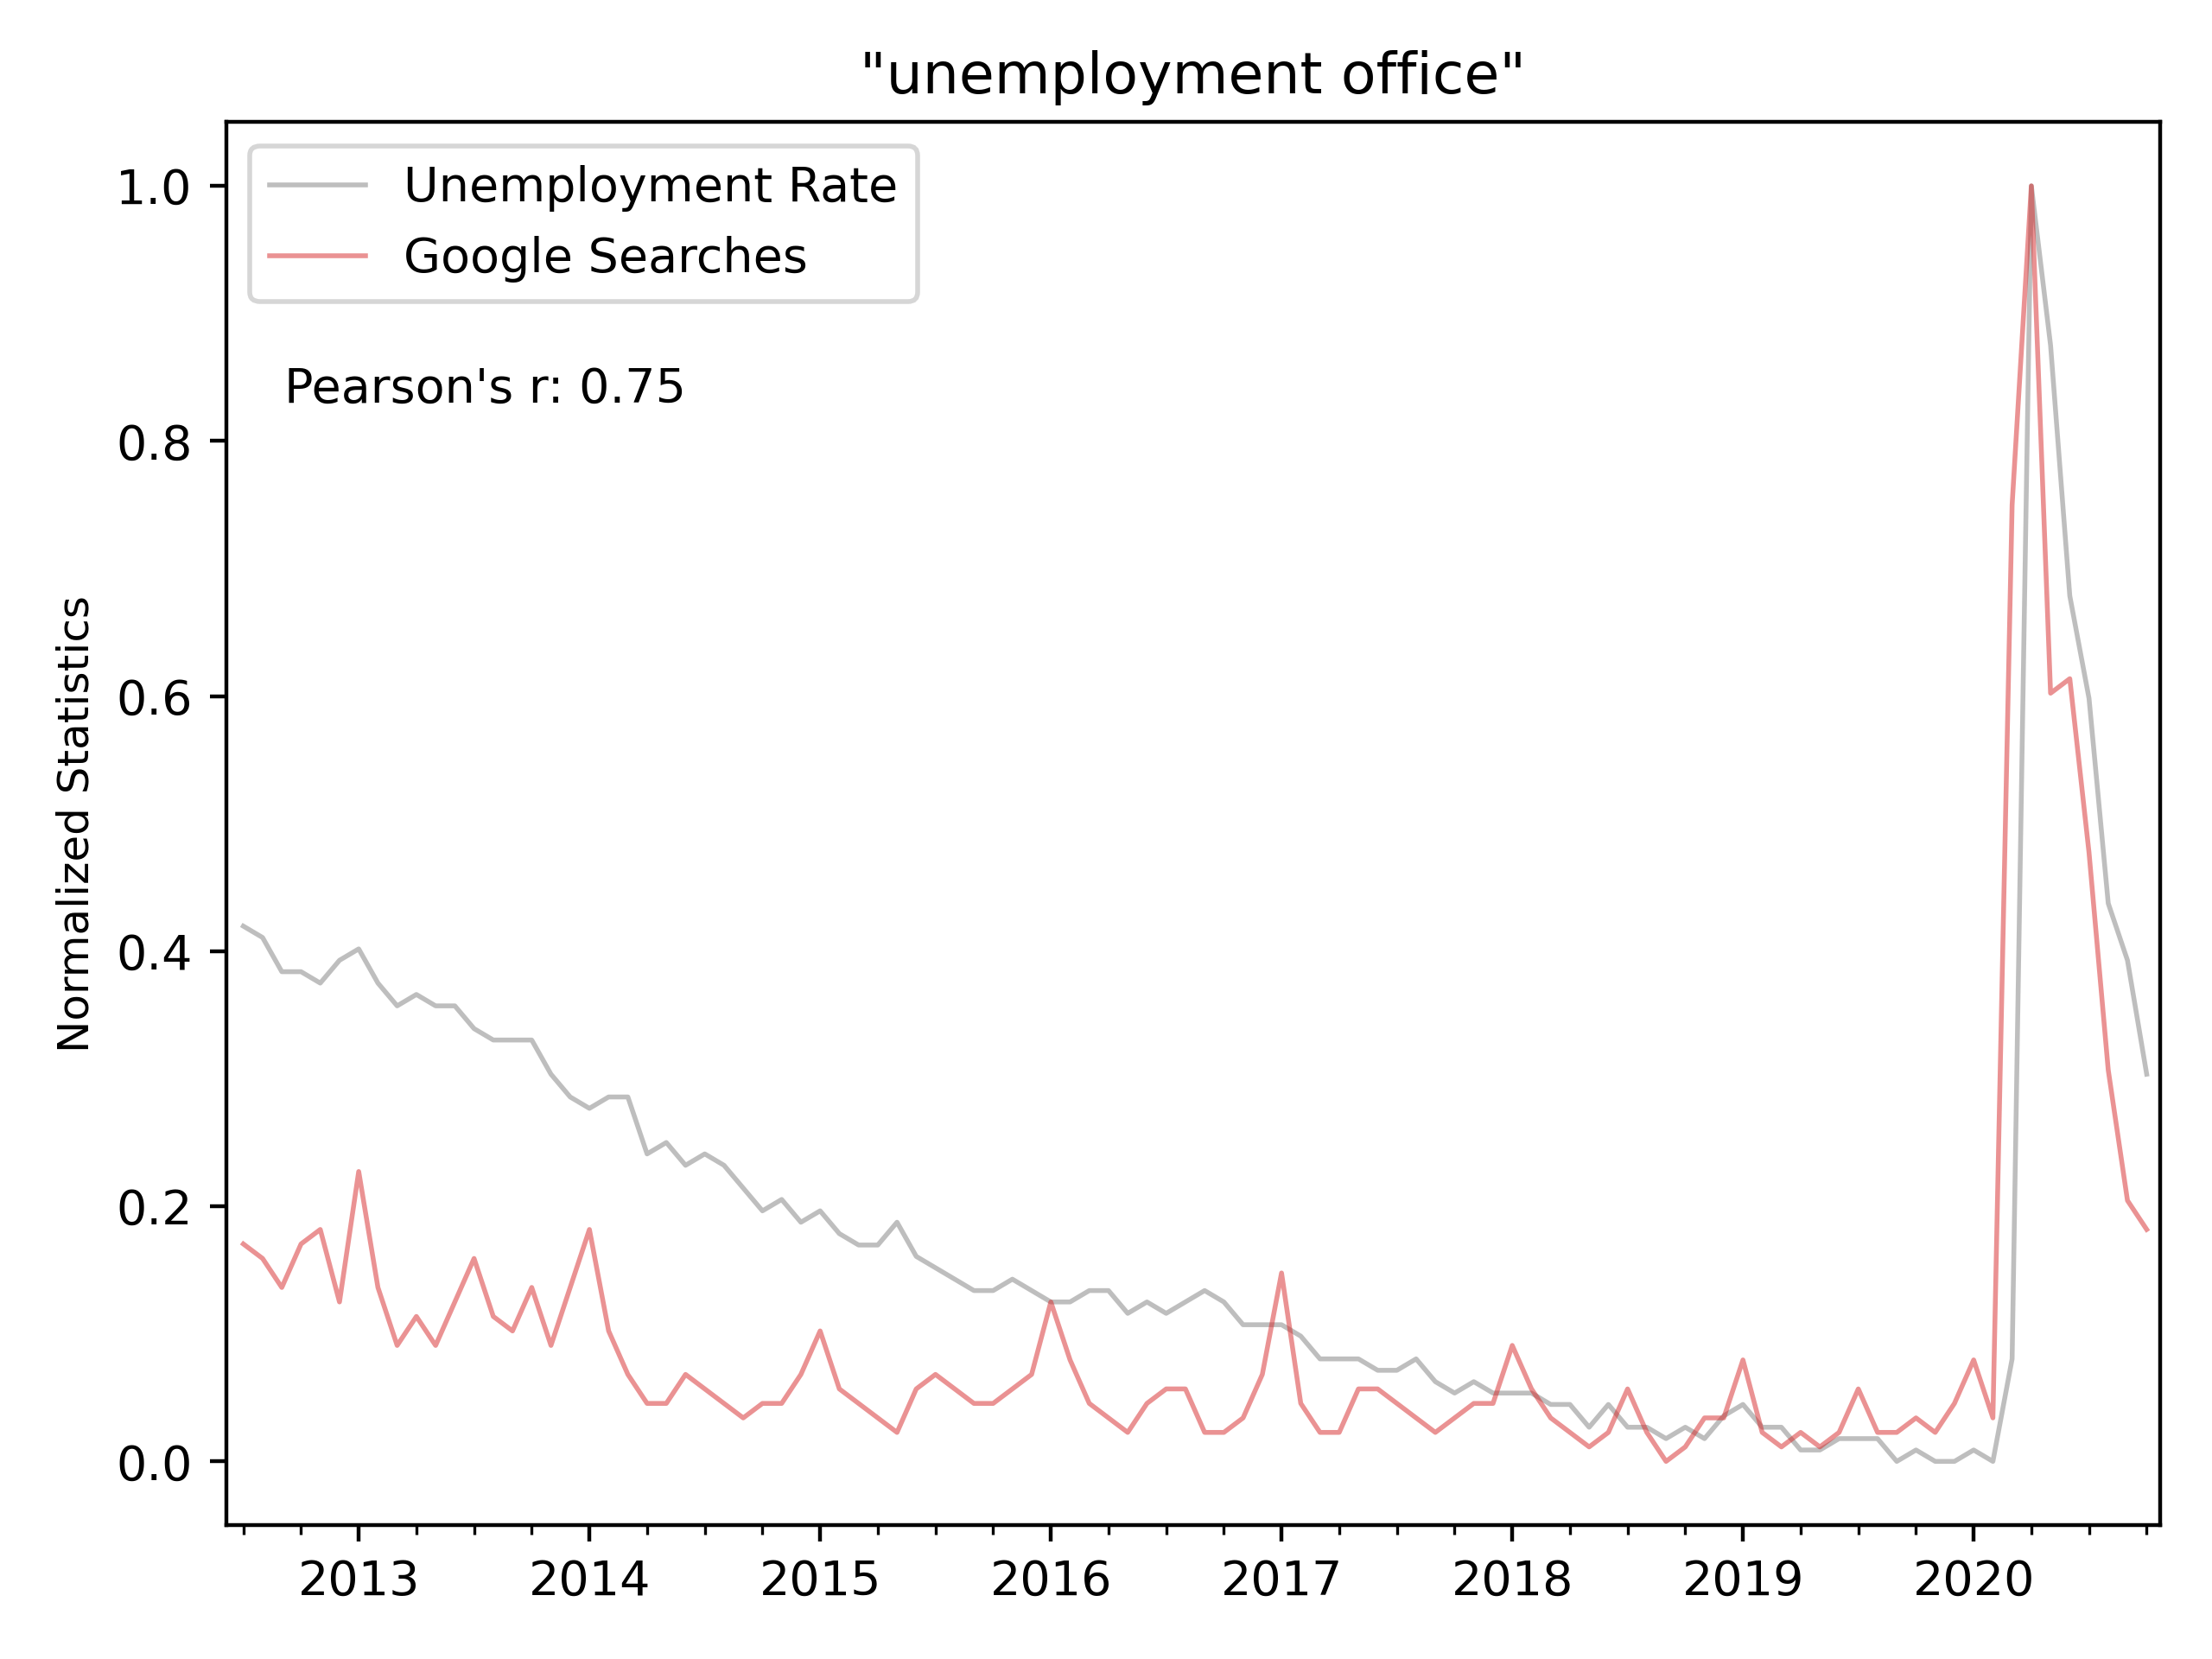 "unemployment office"
Unemployment Rate
Google Searches
Pearson's r: 0.75
Normalized Statistics
1.0
0.8
0.6
0.4
0.2
0.0
2013 2014 2015 2016 2017 2018 2019 2020